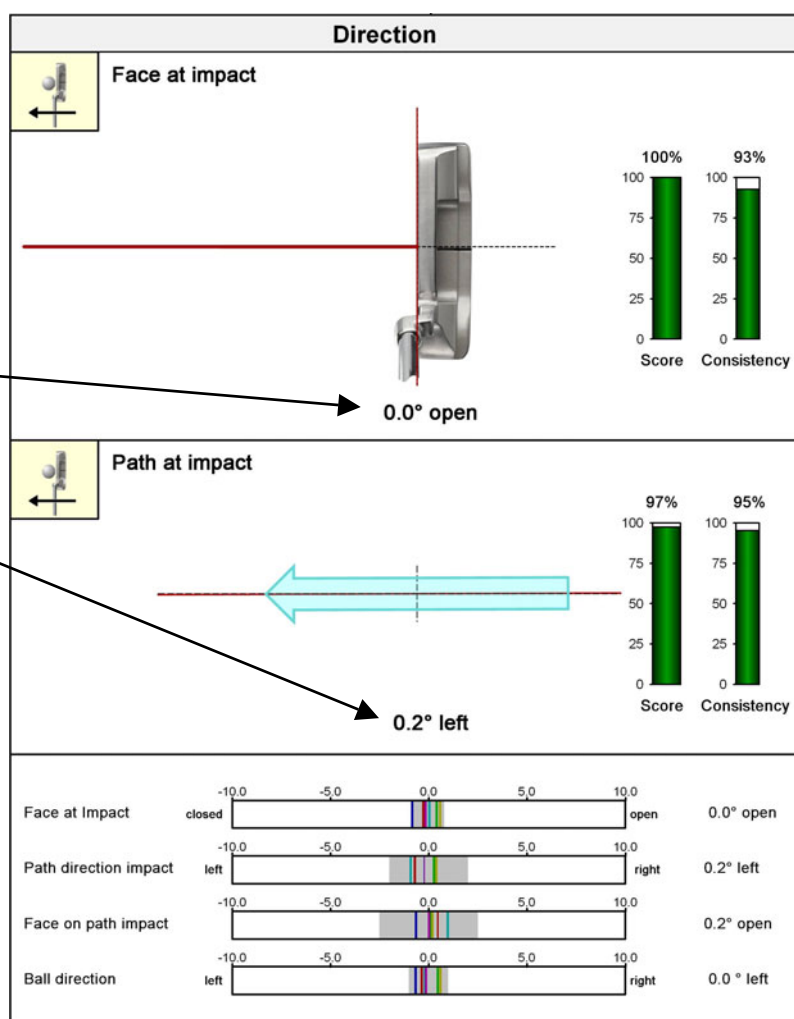 Direction
Face at impact
100% 93%
100 100
75 75
50 50
25 25
0 0
Score Consistency
0.0° open
Path at impact
97% 95%
100 100
75 75
50 50
25 25
0 0
Score Consistency
0.2° left
-10.0 -5,0 0,0 5,0 10.0
Face at Impact closed open 0.0° open
-10.0 -5,0 0,0 5,0 10.0
Path direction impact left right 0.2° left
-10.0 -5,0 0,0 5,0 10.0
Face on path impact 0.2° open
-10.0 -5,0 0,0 5,0 10.0
Ball direction left right 0.0 ° left